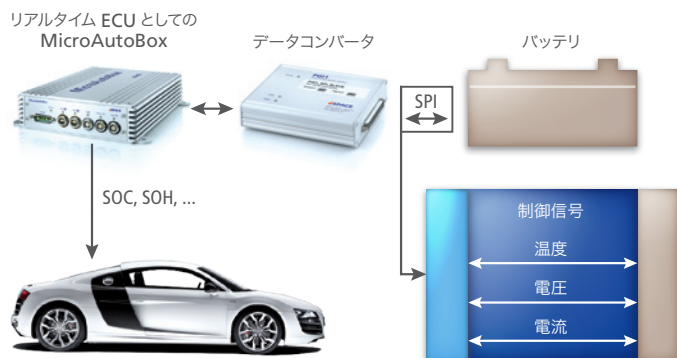 リアルタイム ECU としての
MicroAutoBox
データコンバータ
バッテリ
MicroAutobox
SPI
SOC, SOH, ...
制御信号
温度
電圧
電流